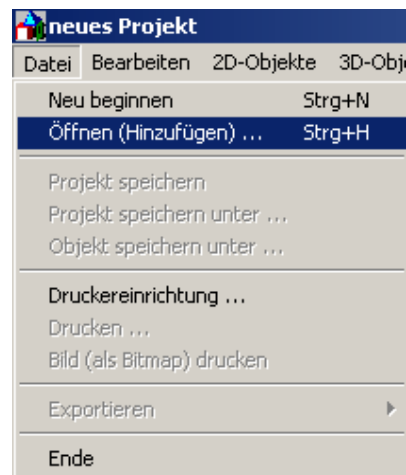 neues Projekt
Datei Bearbeiten 2D-Objekte 3D-Obj
Neu beginnen Strg+N
Öffnen (Hinzufügen) ... Strg+H
Projekt speichern
Projekt speichern unter ...
Objekt speichern unter ...
Druckereinrichtung ...
Drucken ...
Bild (als Bitmap) drucken
Exportieren
Ende